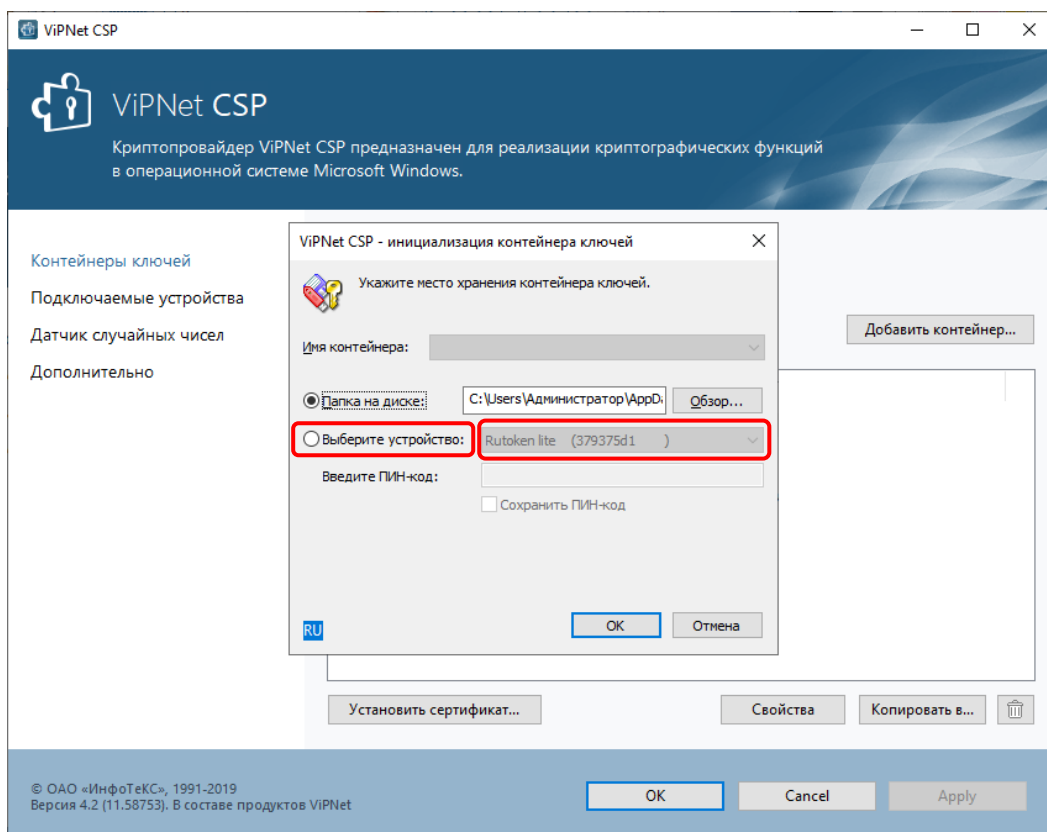 ViPNet CSP
ViPNet CSP
Криптопровайдер ViPNet CSP предназначен для реализации криптографических функций
в операционной системе Microsoft Windows.
Контейнеры ключей
Подключаемые устройства
Датчик случайных чисел
Дополнительно
Добавить контейнер...
ViPNet CSP - инициализация контейнера ключей
Укажите место хранения контейнера ключей.
Имя контейнера:
Папка на диске: C:\Users\Администратор\AppDa Обзор...
Выберите устройство: Rutoken lite (379375d1 )
Введите ПИН-код:
Сохранить ПИН-код
RU
OK Отмена
Установить сертификат... Свойства Копировать в...
© ОАО «ИнфоТеКС», 1991-2019
Версия 4.2 (11.58753). В составе продуктов ViPNet
OK Cancel Apply